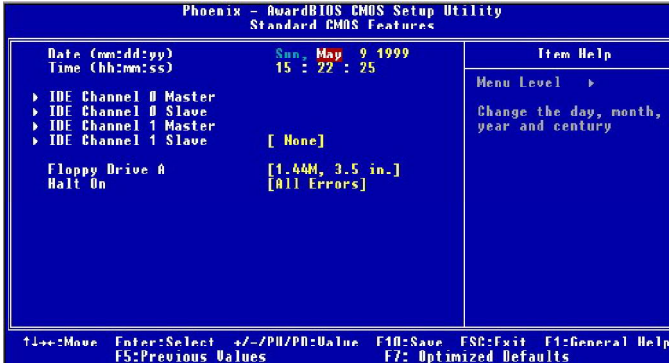 Phoenix - AwardBIOS CMOS Setup Utility
Standard CMOS Features
Date (mm:dd:yy) Sun, May 9 1999
Time (hh:mm:ss) 15 : 22 : 25
Item Help
Menu Level
Change the day, month, year and century
IDE Channel 0 Master
IDE Channel 0 Slave
IDE Channel 1 Master
IDE Channel 1 Slave [ None]
Floppy Drive A [1.44M, 3.5 in.]
Halt On [All Errors]
↑↓→←:Move Enter:Select +/-/PU/PD:Value F10:Save ESC:Exit F1:General Help
F5:Previous Values F7: Optimized Defaults